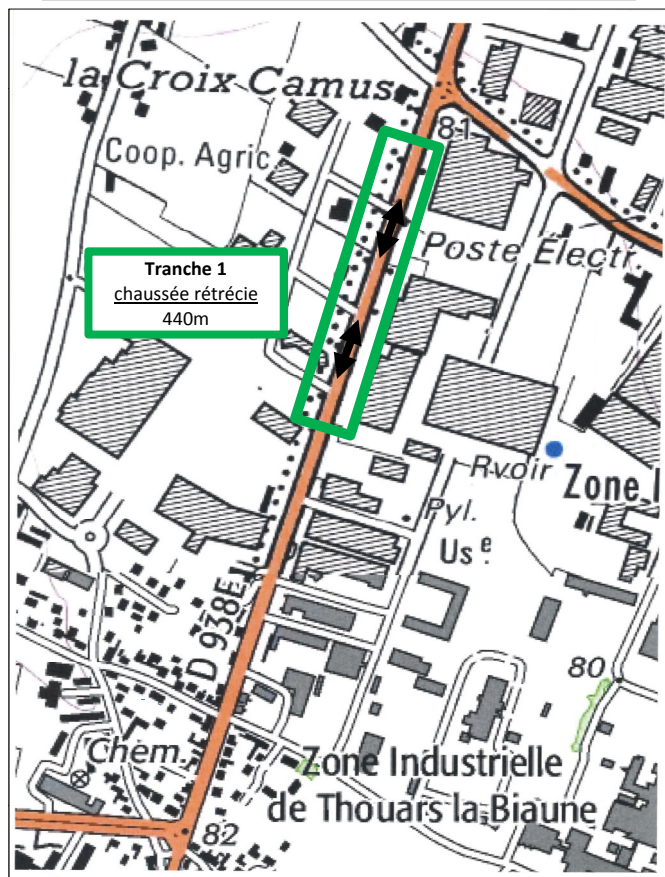 la Croix Camus
81
Coop. Agric.
Poste Électr.
Tranche 1
chaussée rétrécie
440m
Rvoir
Zone I
Pyl.
Us e.
D 938E
80
Chem.
Zone Industrielle
de Thouars la Biaune
82